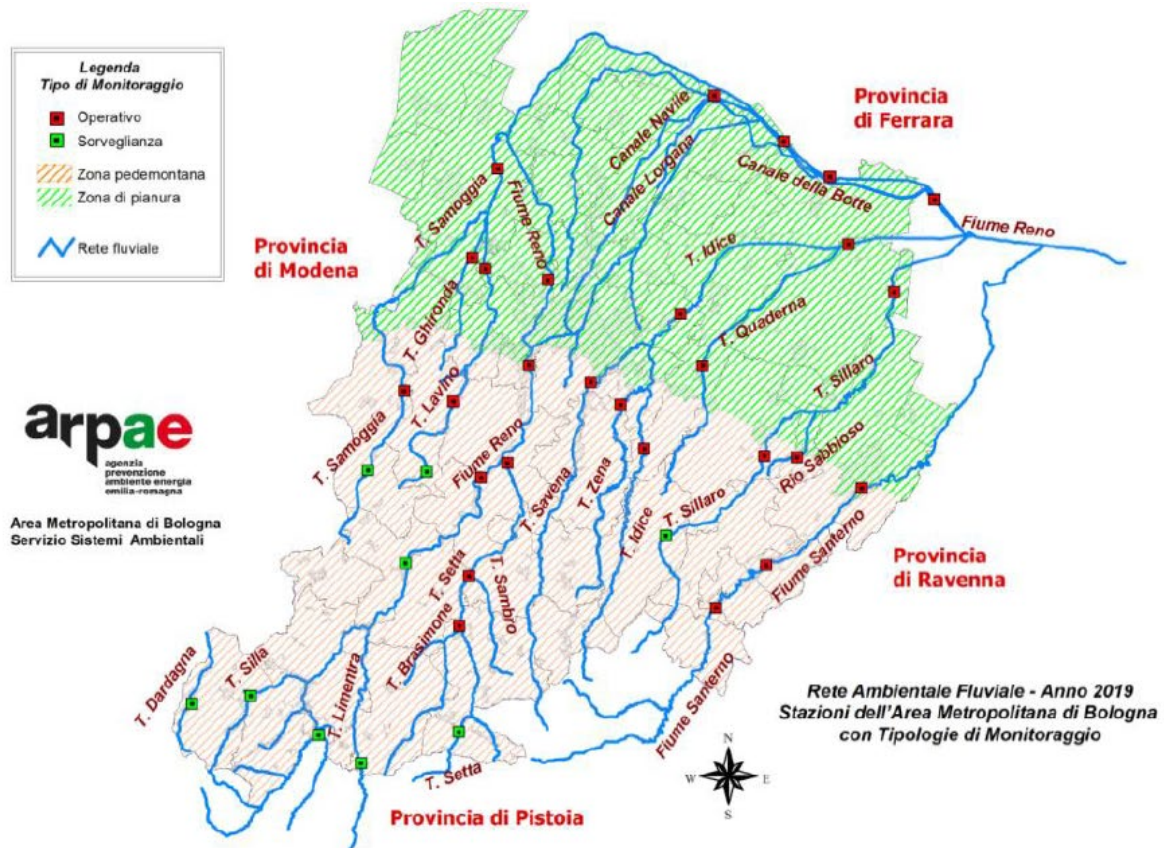 Legenda
Tipo di Monitoraggio
Operativo
Sorveglianza
Zona pedemontana
Zona di pianura
Rete fluviale
Provincia
di Ferrara
Canale Navile
Canale Lorgana
Canale della Botte
Fiume Reno
T. Samoggia
Fiume Reno
Provincia
di Modena
T. Idice
T. Quaderna
T. Ghironda
T. Sillaro
T. Lavino
T. Samoggia
Fiume Reno
T. Savena
T. Zena
Rio Sabbioso
T. Sillaro
T. Idice
Fiume Santerno
Provincia
di Ravenna
arpae
agenzia
prevenzione
ambiente energia
emilia-romagna
Area Metropolitana di Bologna
Servizio Sistemi Ambientali
T. Setta
T. Sambro
T. Brasimone
T. Limentra
T. Silla
T. Dardagna
Fiume Santerno
T. Setta
Provincia di Pistoia
Rete Ambientale Fluviale - Anno 2019
Stazioni dell'Area Metropolitana di Bologna
con Tipologie di Monitoraggio
N
W
E
S